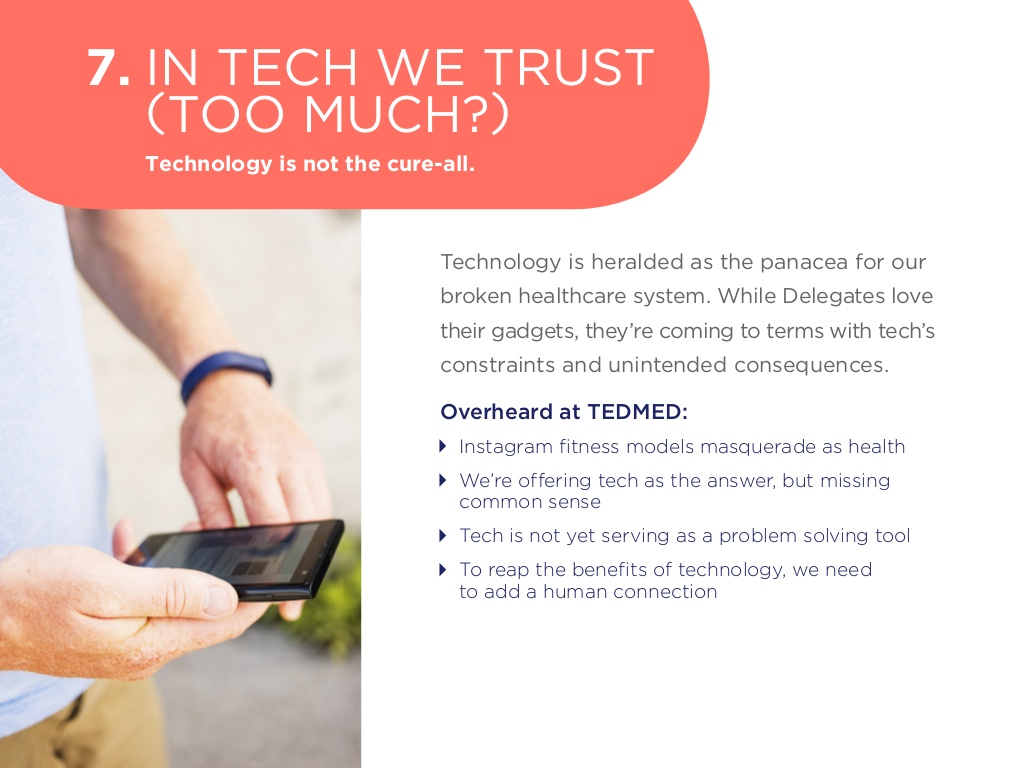 7. IN TECH WE TRUST
(TOO MUCH?)
Technology is not the cure-all.
Technology is heralded as the panacea for our
broken healthcare system. While Delegates love
their gadgets, they're coming to terms with tech's
constraints and unintended consequences.
Overheard at TEDMED:
Instagram fitness models masquerade as health
We're offering tech as the answer, but missing
common sense
Tech is not yet serving as a problem solving tool
To reap the benefits of technology, we need
to add a human connection